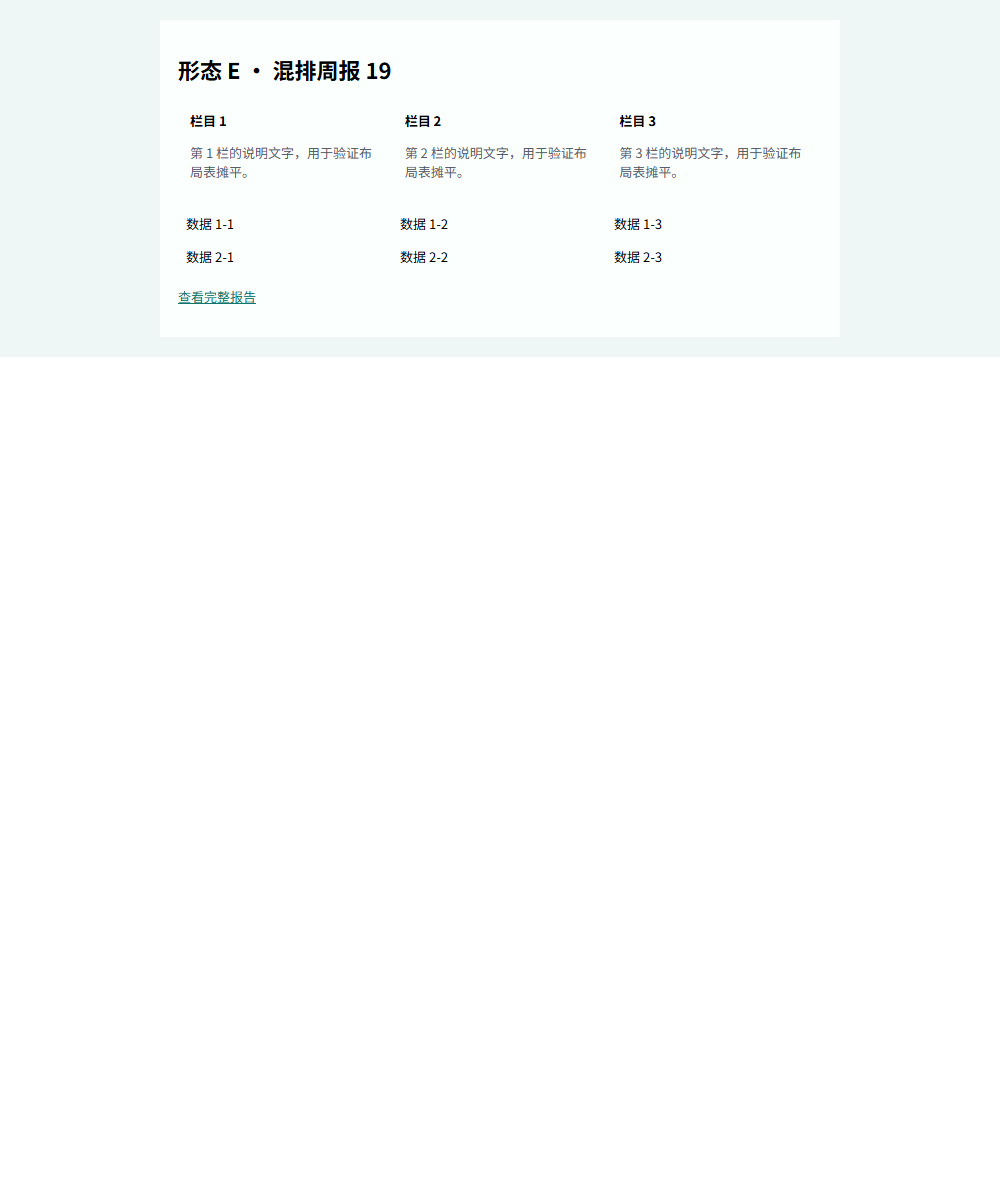 形态 E · 混排周报 19
栏目 1
第 1 栏的说明文字，用于验证布
局表摊平。
栏目 2
第 2 栏的说明文字，用于验证布
局表摊平。
栏目 3
第 3 栏的说明文字，用于验证布
局表摊平。
数据 1-1 数据 1-2 数据 1-3
数据 2-1 数据 2-2 数据 2-3
查看完整报告